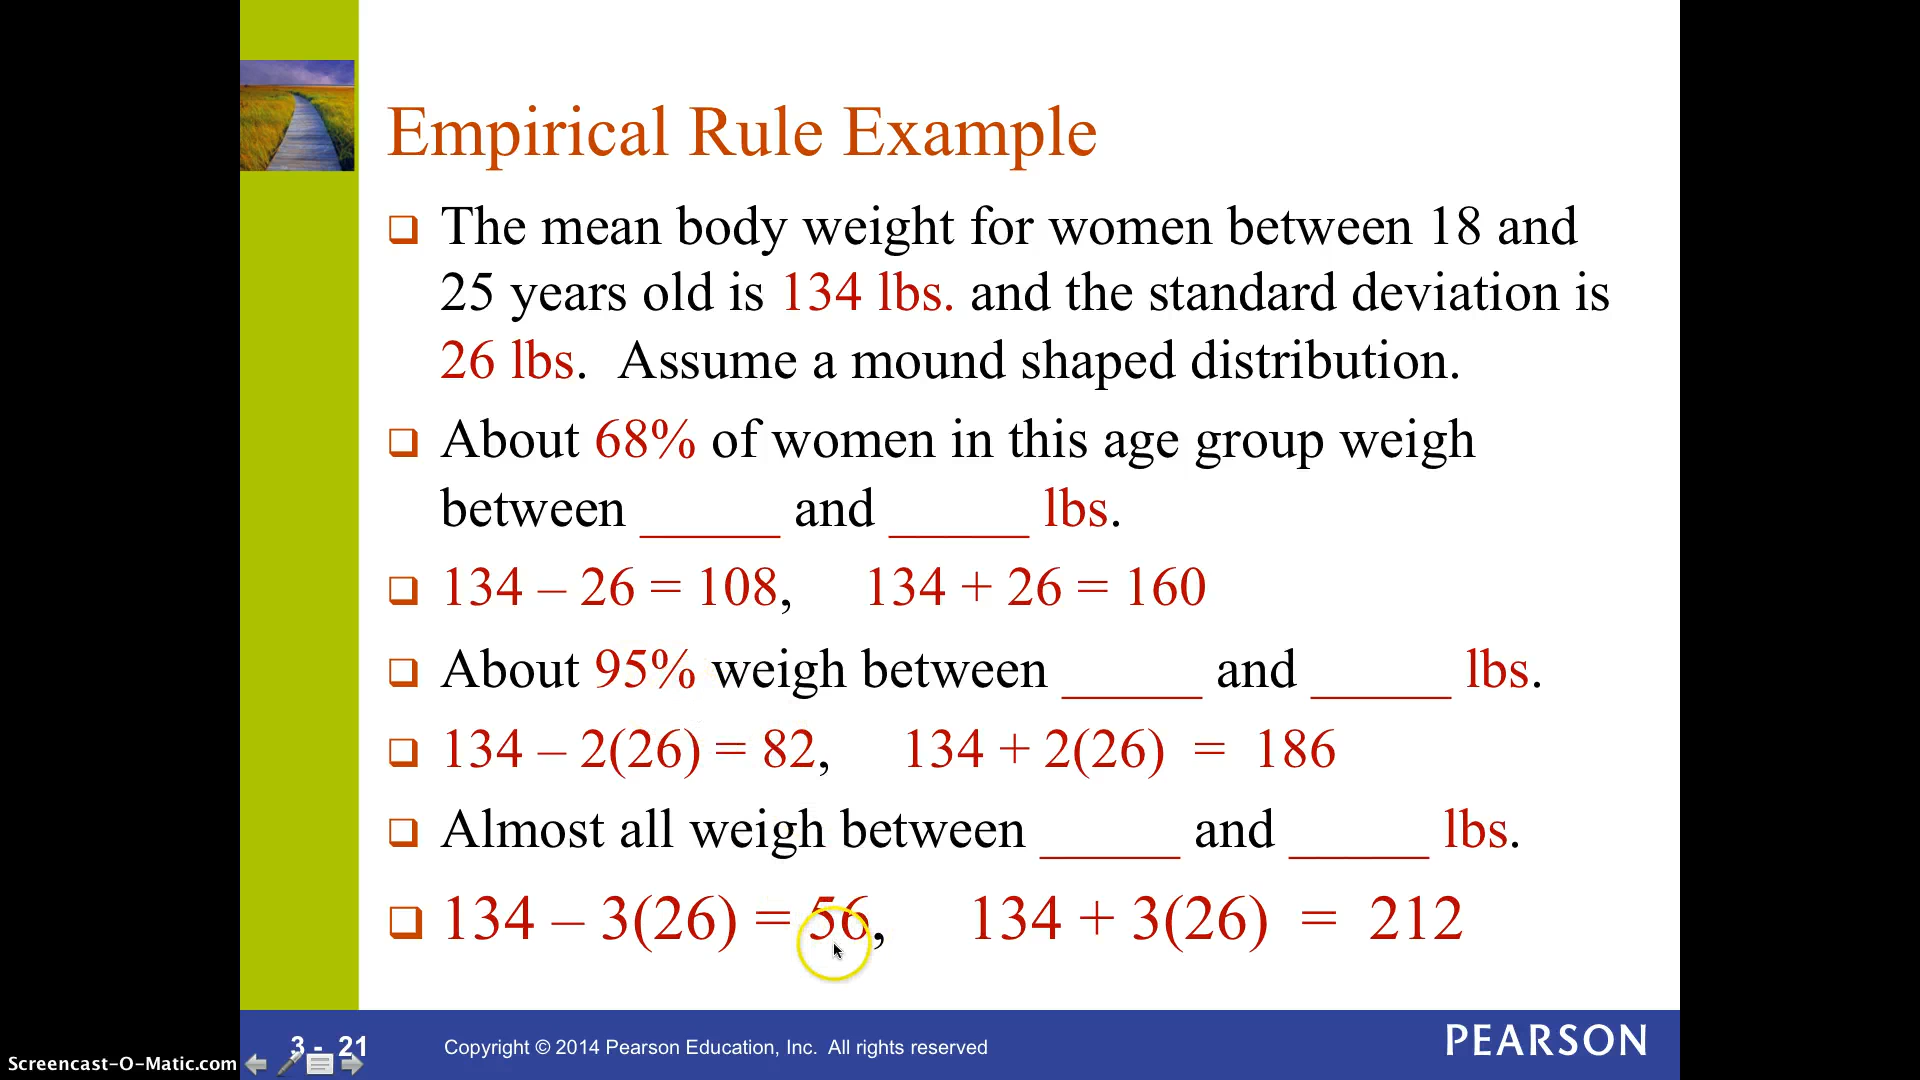 Empirical Rule Example
The mean body weight for women between 18 and
25 years old is 134 lbs. and the standard deviation is
26 lbs. Assume a mound shaped distribution.
About 68% of women in this age group weigh
between _____ and _____ lbs.
134 – 26 = 108, 134 + 26 = 160
About 95% weigh between _____ and _____ lbs.
134 – 2(26) = 82, 134 + 2(26) = 186
Almost all weigh between _____ and _____ lbs.
134 – 3(26) = 56, 134 + 3(26) = 212
3 - 21
Copyright © 2014 Pearson Education, Inc. All rights reserved
PEARSON
Screencast-O-Matic.com